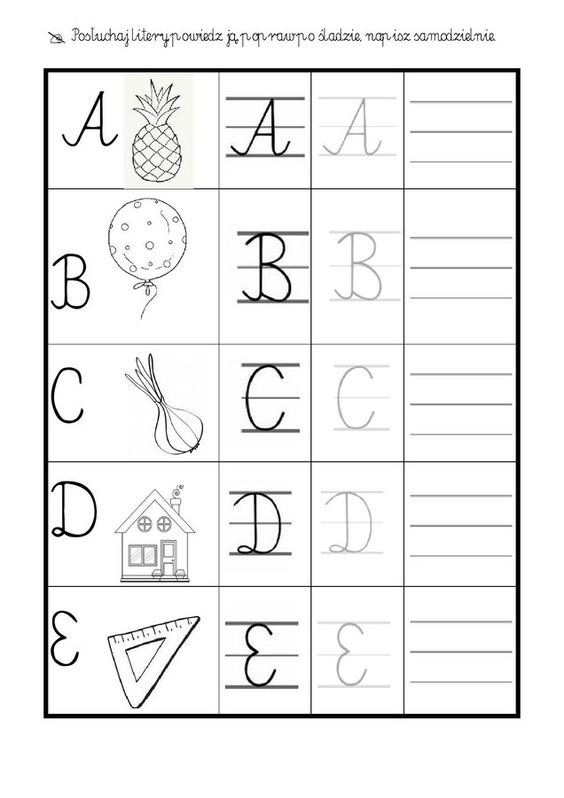 Posłuchaj litery powiedz ją, popraw po śladzie, napisz samodzielnie.
A A A
B B B
C C C
D D D
E E E